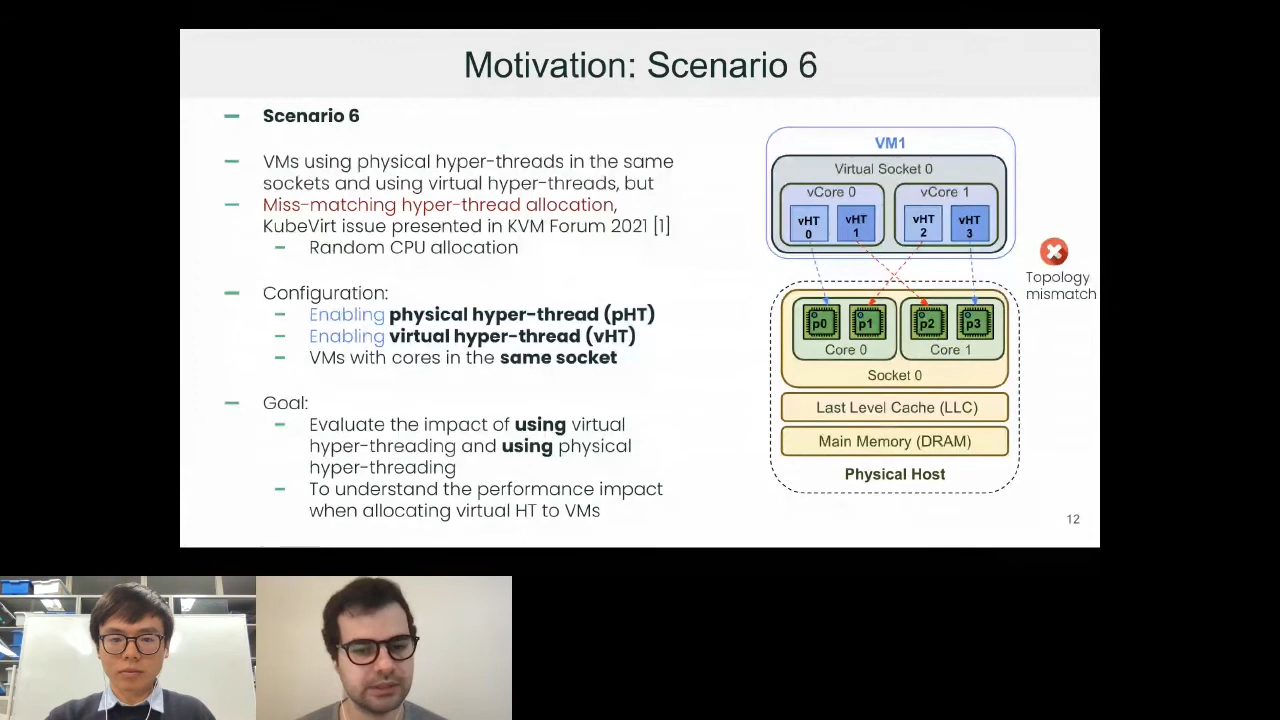 Motivation: Scenario 6
Scenario 6
VMs using physical hyper-threads in the same
sockets and using virtual hyper-threads, but
Miss-matching hyper-thread allocation,
KubeVirt issue presented in KVM Forum 2021 [1]
Random CPU allocation
Configuration:
Enabling physical hyper-thread (pHT)
Enabling virtual hyper-thread (vHT)
VMs with cores in the same socket
Goal:
Evaluate the impact of using virtual
hyper-threading and using physical
hyper-threading
To understand the performance impact
when allocating virtual HT to VMs
VM1
Virtual Socket 0
vCore 0
vCore 1
vHT
0
vHT
1
vHT
2
vHT
3
Topology
mismatch
p0
p1
p2
p3
Core 0
Core 1
Socket 0
Last Level Cache (LLC)
Main Memory (DRAM)
Physical Host
12